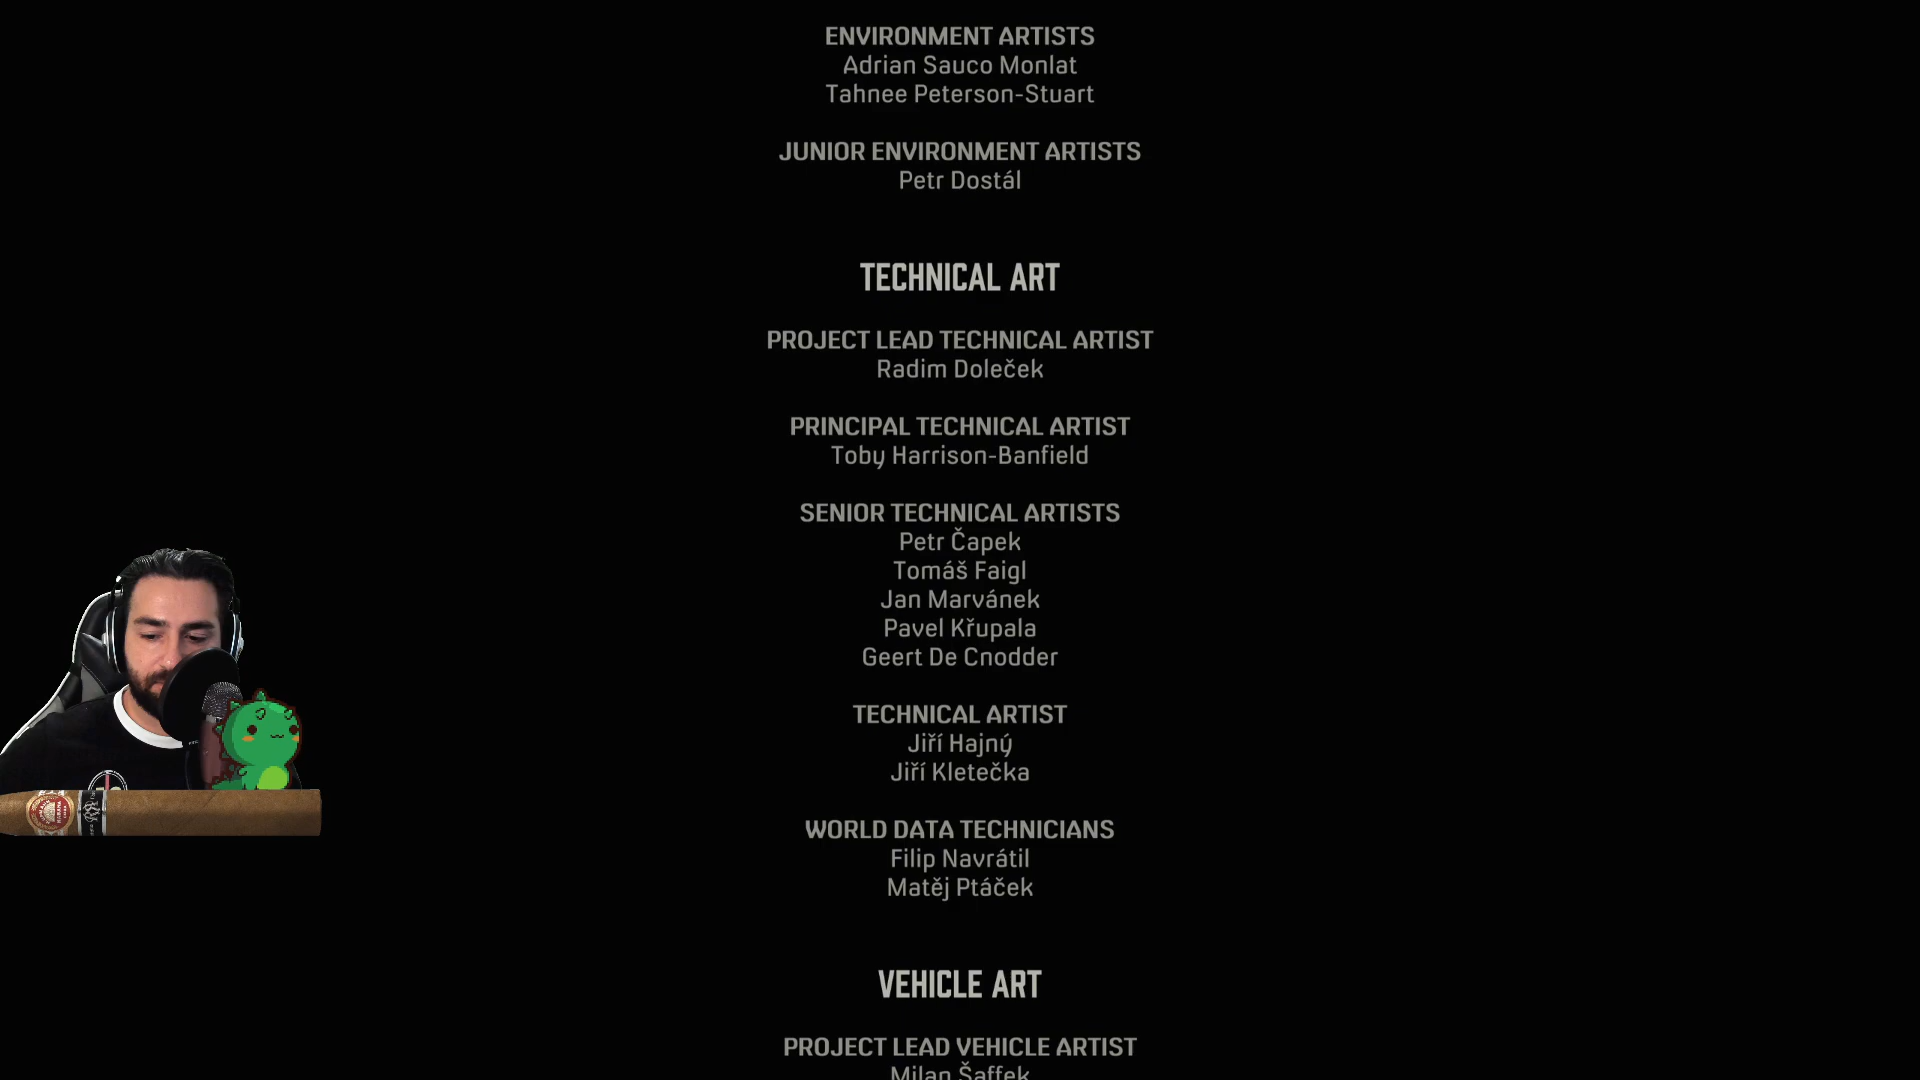 ENVIRONMENT ARTISTS
Adrian Sauco Monlat
Tahnee Peterson-Stuart
JUNIOR ENVIRONMENT ARTISTS
Petr Dostál
TECHNICAL ART
PROJECT LEAD TECHNICAL ARTIST
Radim Doleček
PRINCIPAL TECHNICAL ARTIST
Toby Harrison-Banfield
SENIOR TECHNICAL ARTISTS
Petr Čapek
Tomáš Faigl
Jan Marvánek
Pavel Křupala
Geert De Cnodder
TECHNICAL ARTIST
Jiří Hajný
Jiří Kletečka
WORLD DATA TECHNICIANS
Filip Navrátil
Matěj Ptáček
VEHICLE ART
PROJECT LEAD VEHICLE ARTIST
Milan Šaffek